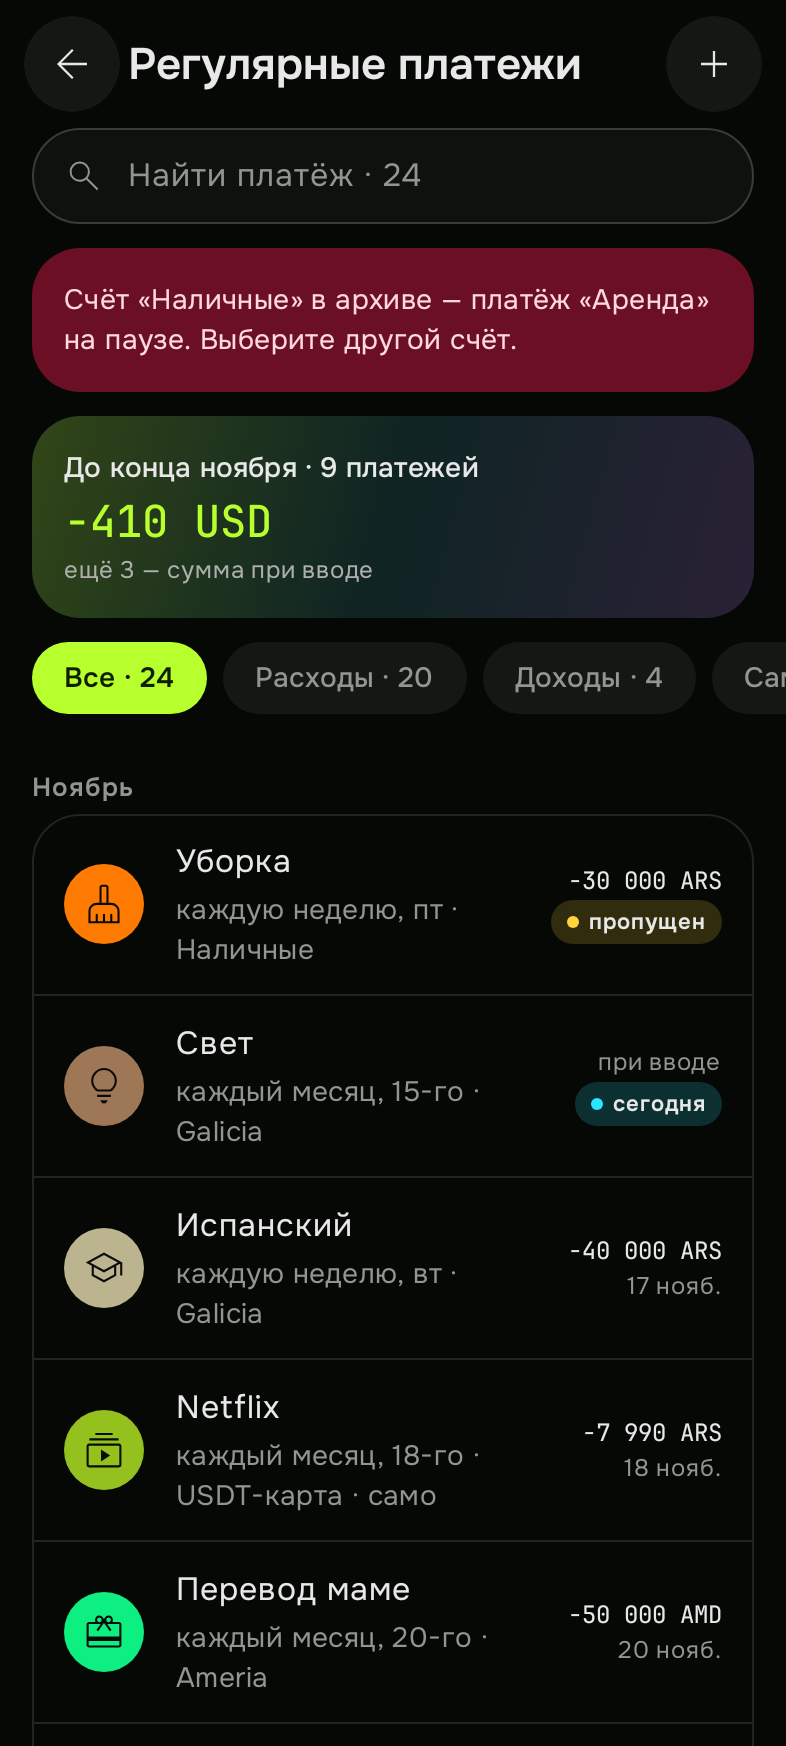 Регулярные платежи
Найти платёж · 24
Счёт «Наличные» в архиве — платёж «Аренда»
на паузе. Выберите другой счёт.
До конца ноября · 9 платежей
-410 USD
ещё 3 — сумма при вводе
Все · 24
Расходы · 20
Доходы · 4
Ноябрь
Уборка
каждую неделю, пт ·
Наличные
-30 000 ARS
пропущен
Свет
каждый месяц, 15-го ·
Galicia
при вводе
сегодня
Испанский
каждую неделю, вт ·
Galicia
-40 000 ARS
17 нояб.
Netflix
каждый месяц, 18-го ·
USDT-карта · само
-7 990 ARS
18 нояб.
Перевод маме
каждый месяц, 20-го ·
Ameria
-50 000 AMD
20 нояб.